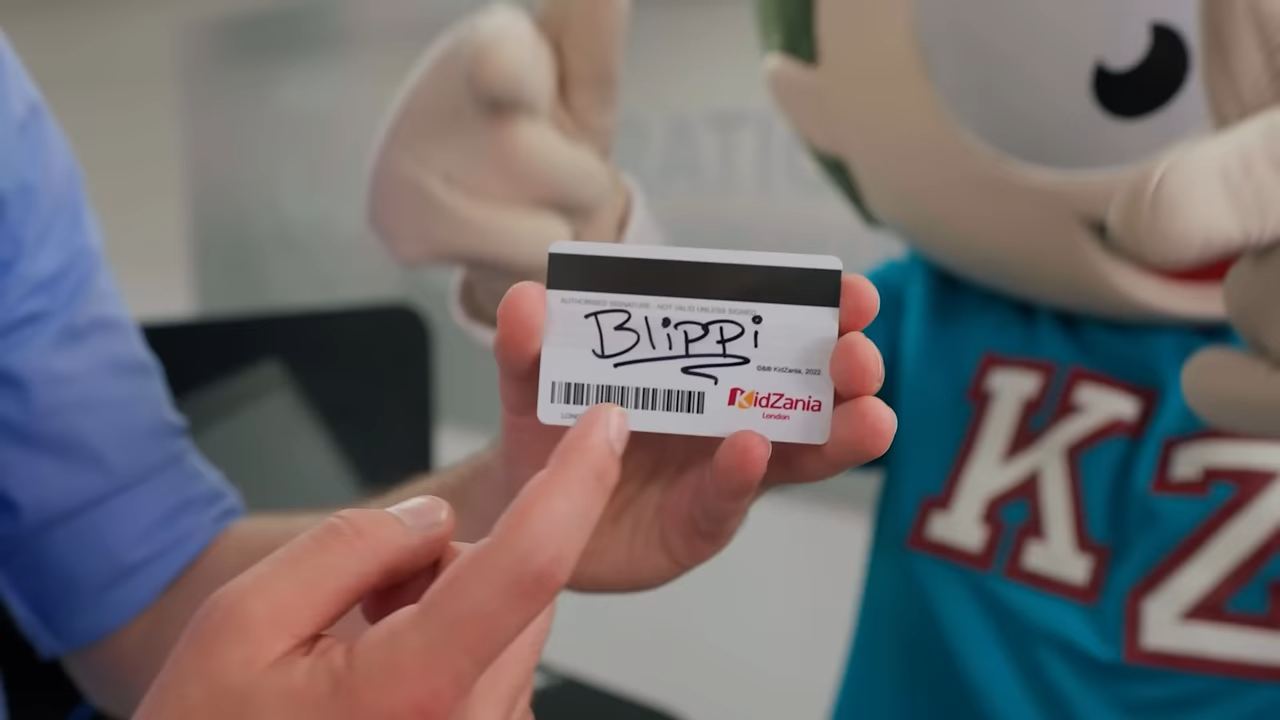 AUTHORISED SIGNATURE - NOT VALID UNLESS SIGNED
Blippi
KidZania, 2022
KidZania
London
KZ